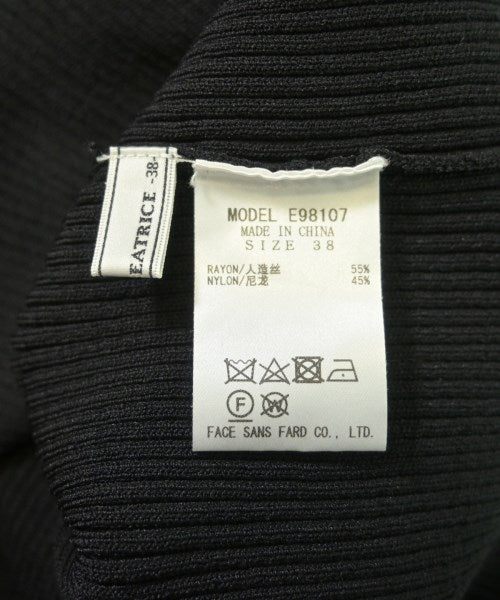 EATRICE -38-
MODEL E98107
MADE IN CHINA
SIZE 38
RAYON/人造丝 55%
NYLON/尼龙 45%
F
W
FACE SANS FARD CO., LTD.